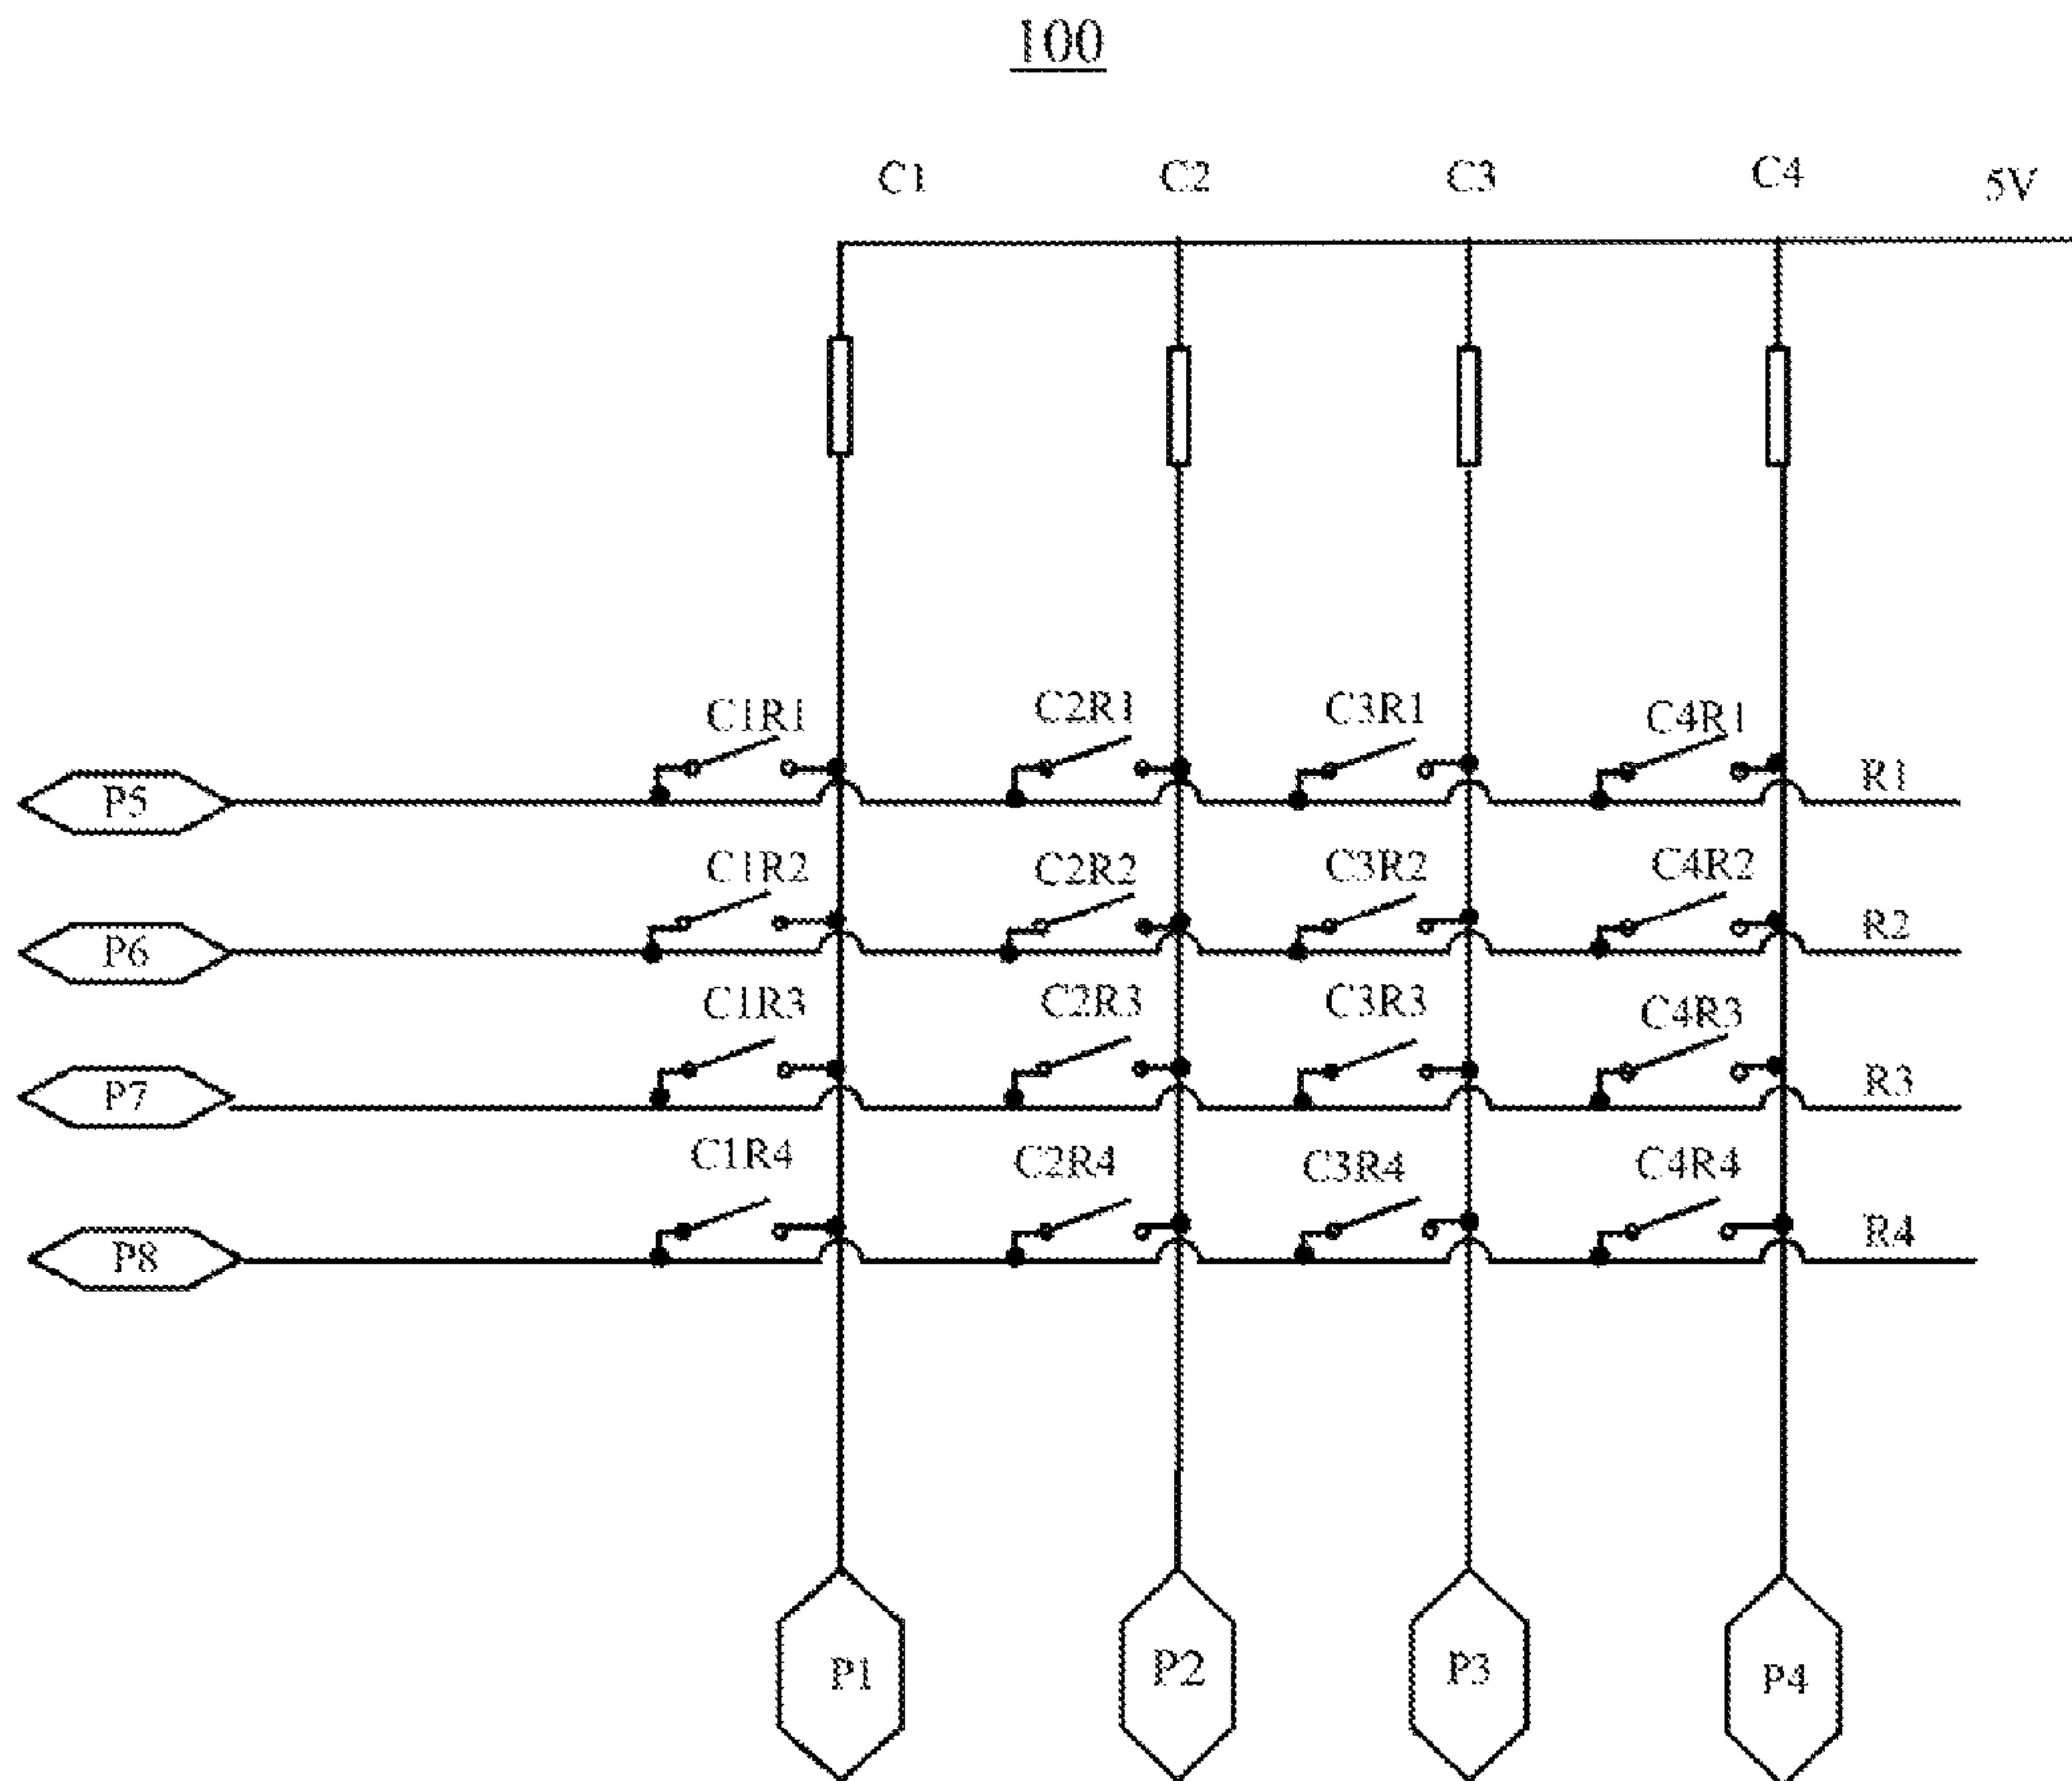 100
C1 C2 C3 C4 5V
C1R1 C2R1 C3R1 C4R1
P5 R1
C1R2 C2R2 C3R2 C4R2
P6 R2
C1R3 C2R3 C3R3 C4R3
P7 R3
C1R4 C2R4 C3R4 C4R4
P8 R4
P1 P2 P3 P4